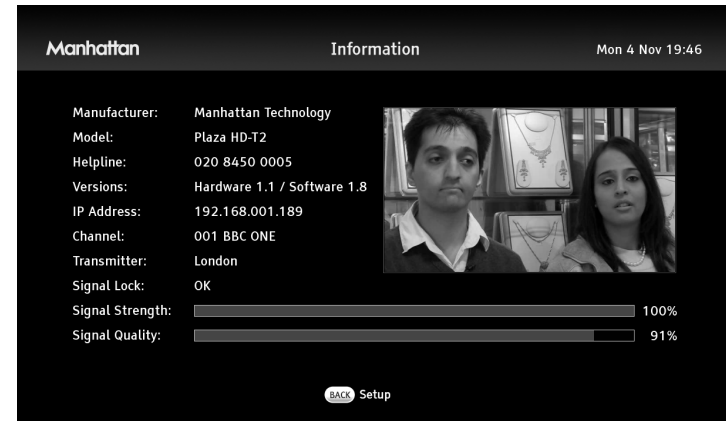 Manhattan
Information
Mon 4 Nov 19:46
Manufacturer: Manhattan Technology
Model: Plaza HD-T2
Helpline: 020 8450 0005
Versions: Hardware 1.1 / Software 1.8
IP Address: 192.168.001.189
Channel: 001 BBC ONE
Transmitter: London
Signal Lock: OK
Signal Strength: 100%
Signal Quality: 91%
BACK Setup